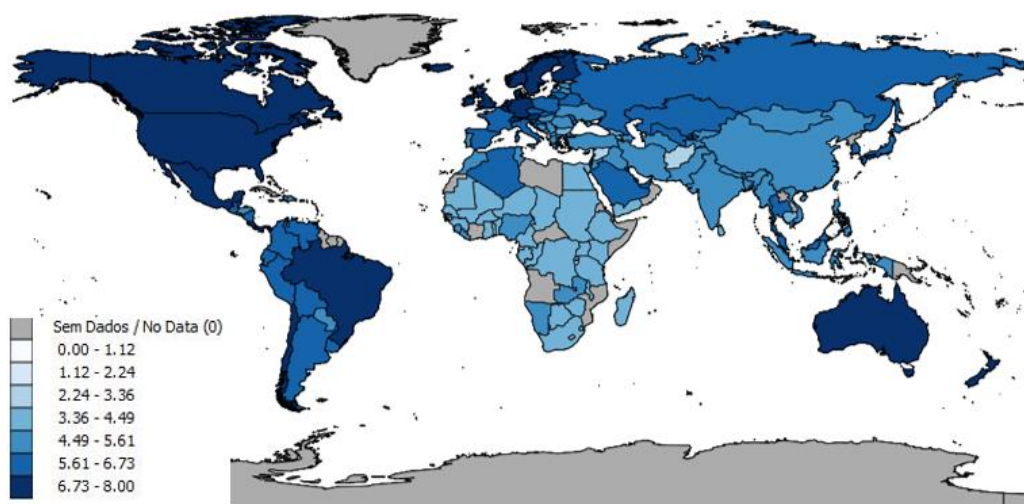 Sem Dados / No Data (0)
0.00 - 1.12
1.12 - 2.24
2.24 - 3.36
3.36 - 4.49
4.49 - 5.61
5.61 - 6.73
6.73 - 8.00